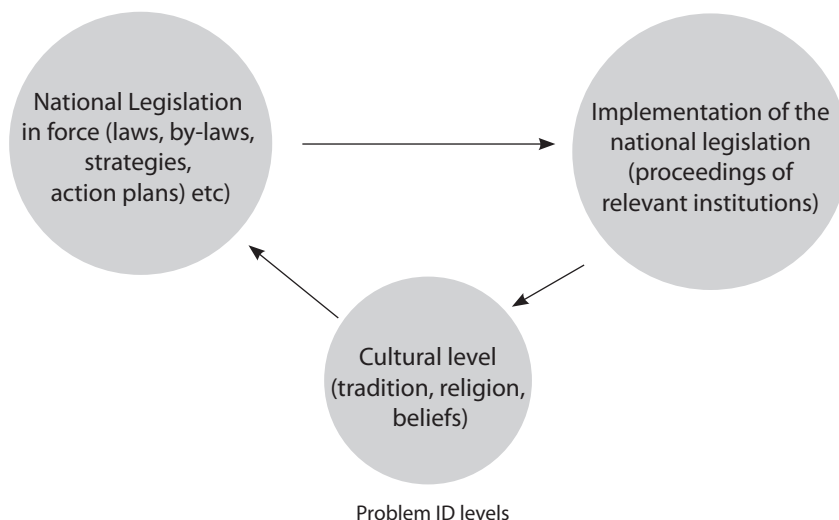 National Legislation
in force (laws, by-laws,
strategies,
action plans) etc)
Implementation of the
national legislation
(proceedings of
relevant institutions)
Cultural level
(tradition, religion,
beliefs)
Problem ID levels